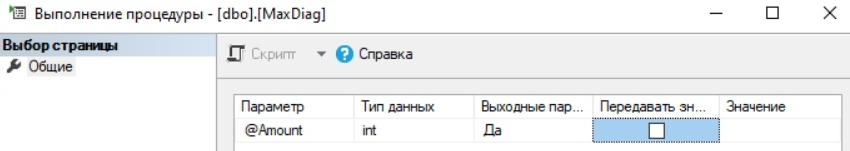 Выполнение процедуры - [dbo].[MaxDiag]
Выбор страницы
Общие
Скрипт
Справка
Параметр Тип данных Выходные пар... Передавать зн... Значение
@Amount int Да